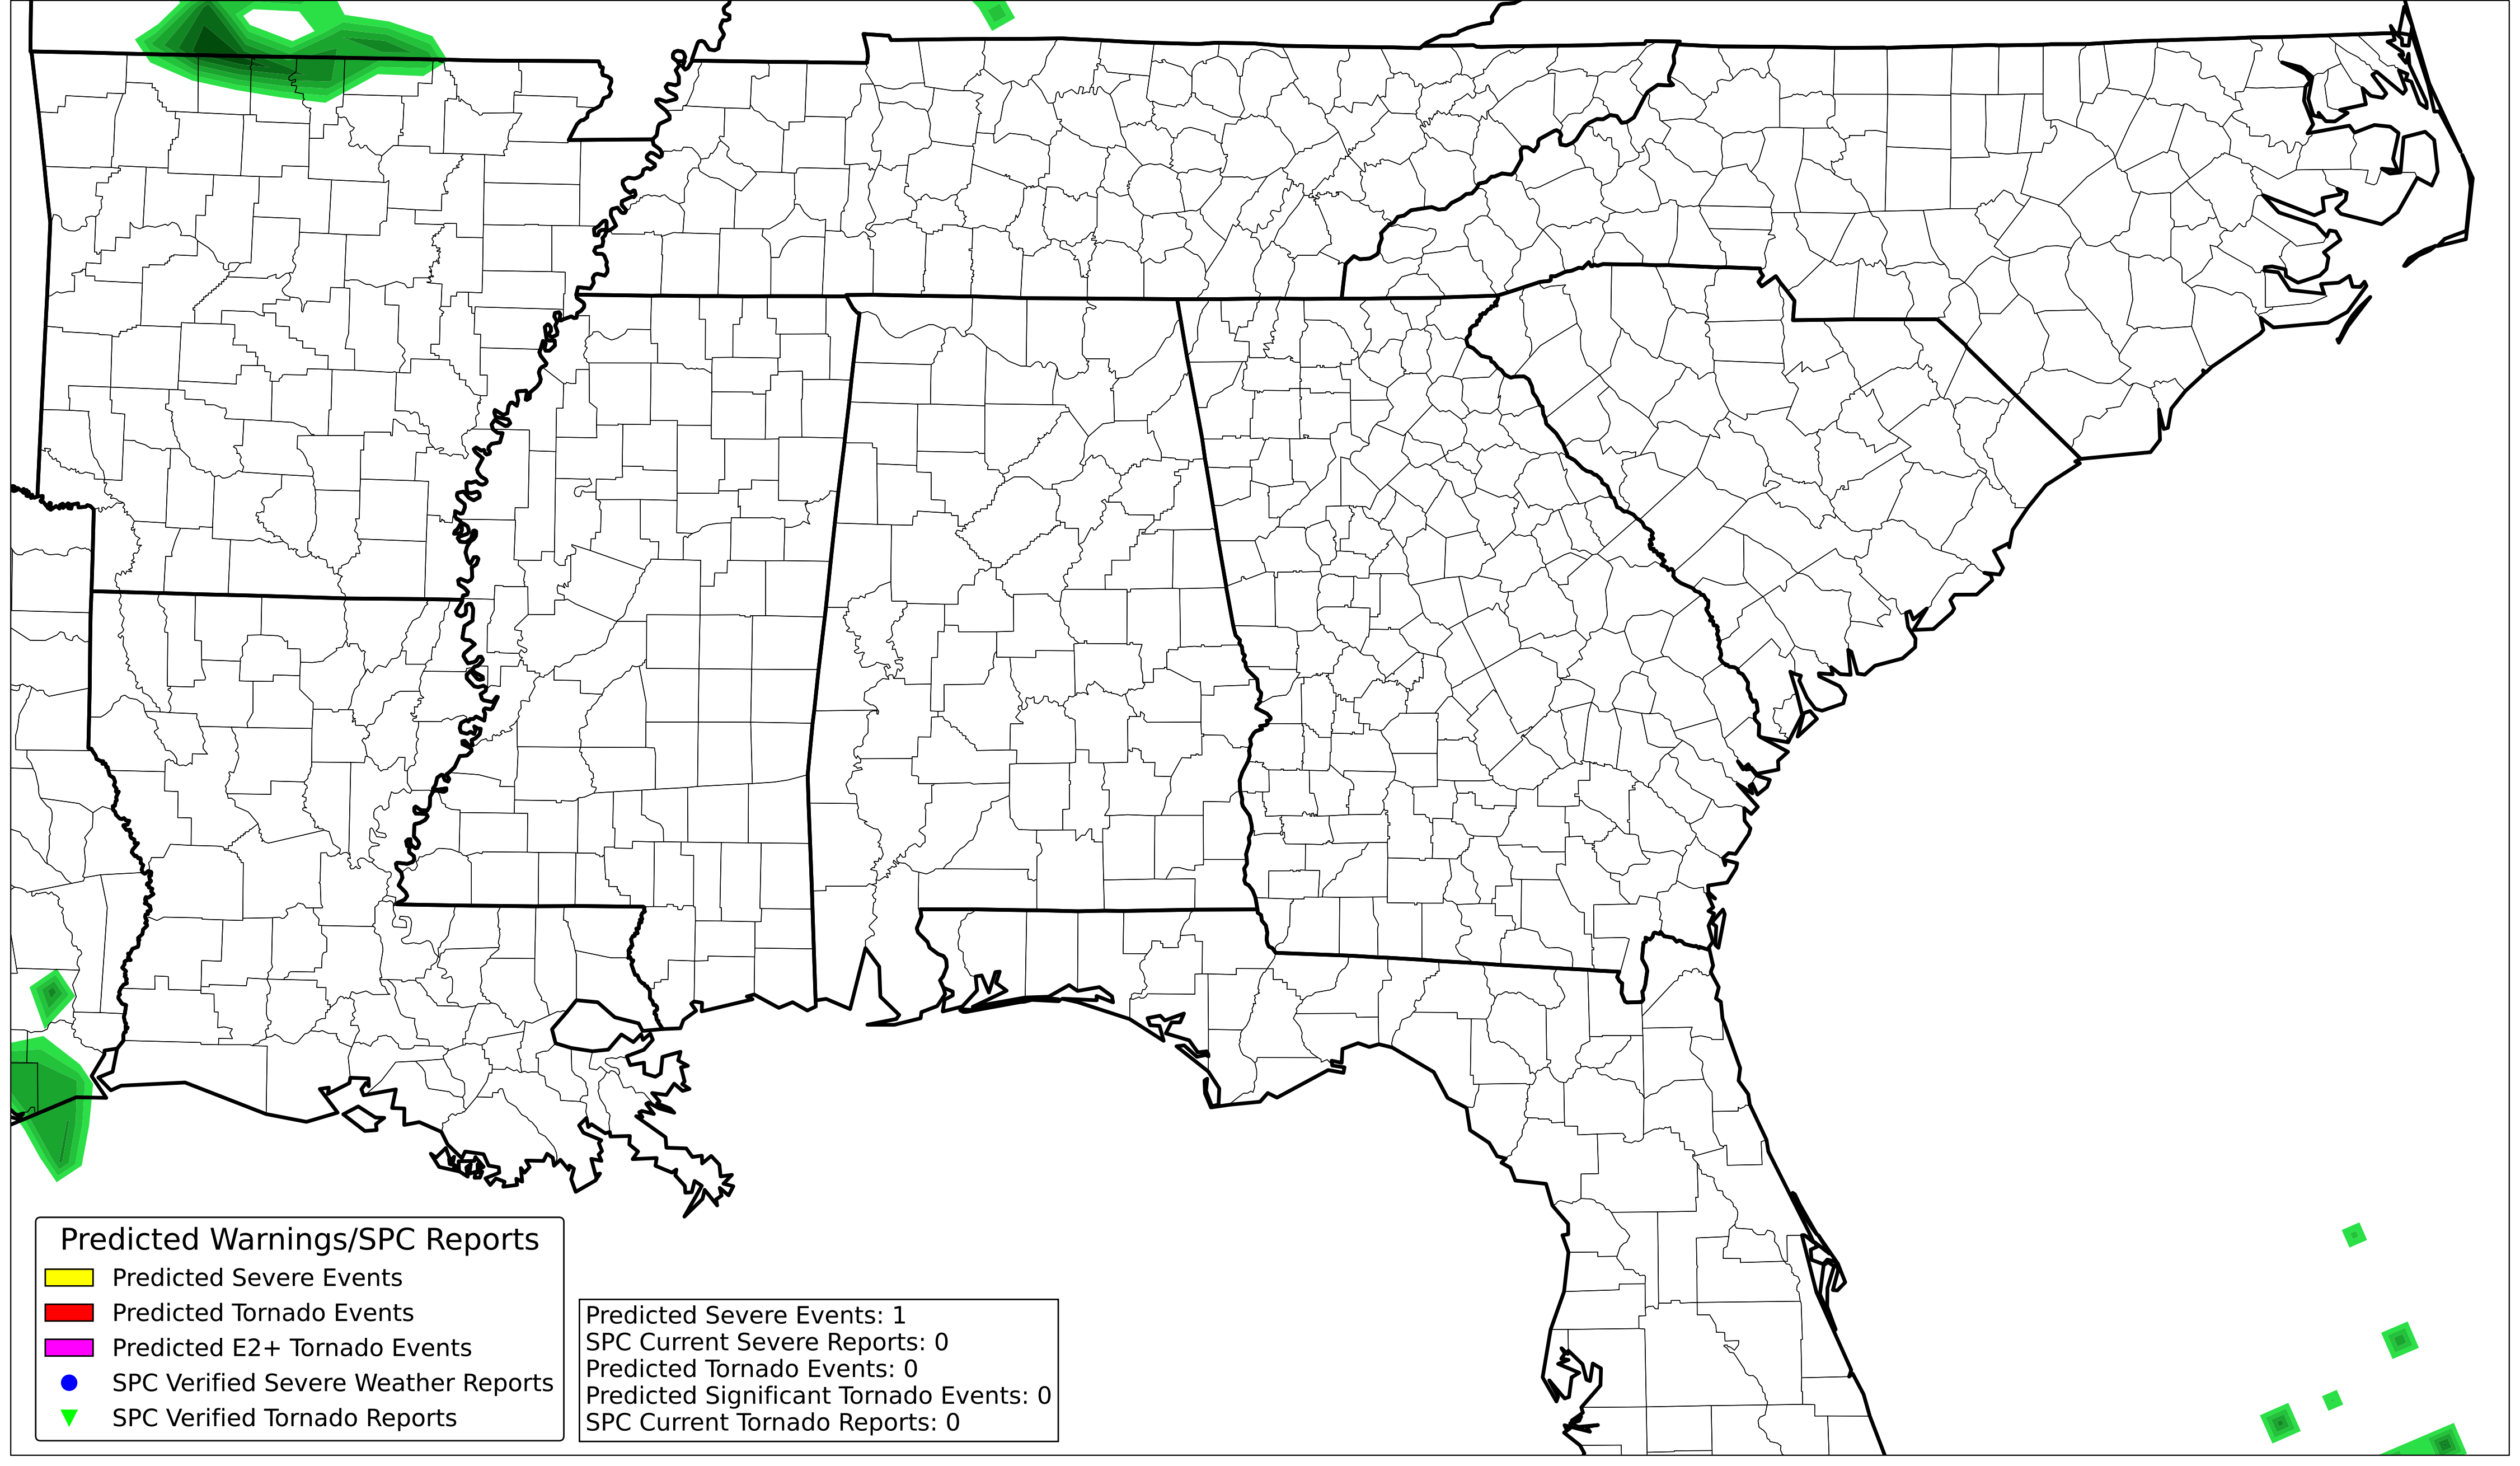 Predicted Warnings/SPC Reports
Predicted Severe Events
Predicted Tornado Events
Predicted E2+ Tornado Events
SPC Verified Severe Weather Reports
SPC Verified Tornado Reports
Predicted Severe Events: 1
SPC Current Severe Reports: 0
Predicted Tornado Events: 0
Predicted Significant Tornado Events: 0
SPC Current Tornado Reports: 0